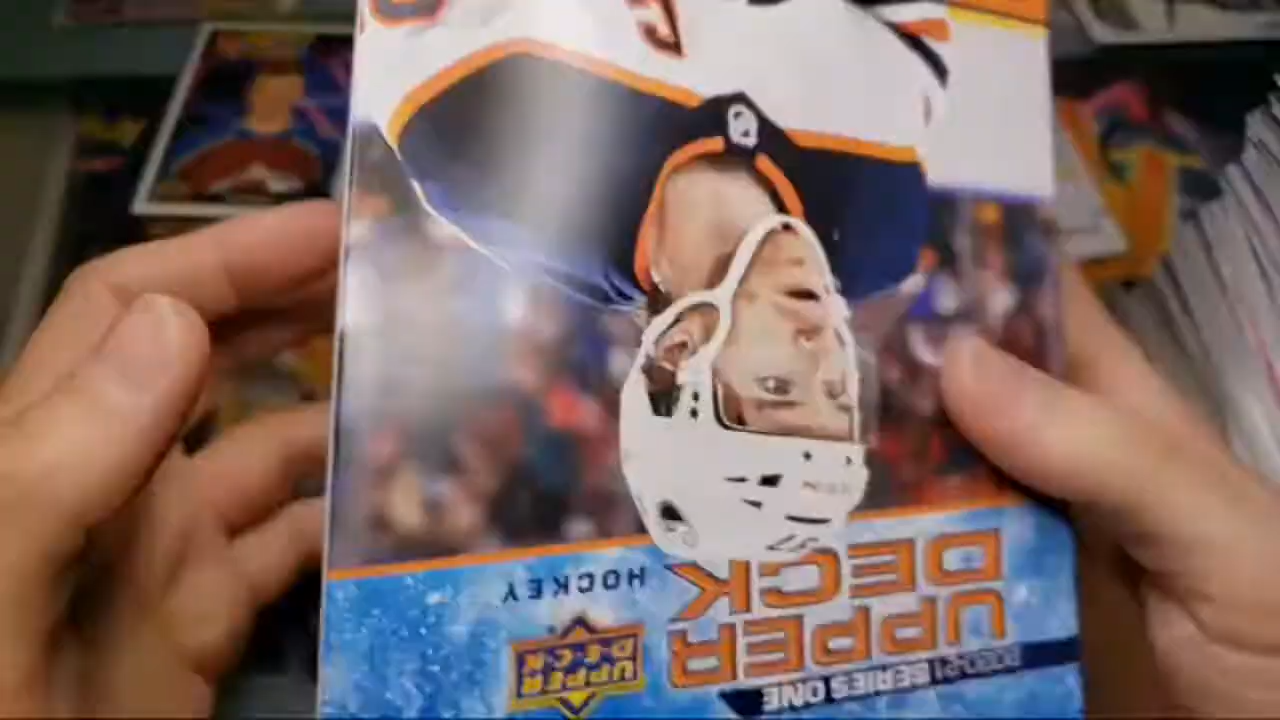 2020-21 SERIES ONE
UPPER
DECK
HOCKEY
UPPER
DECK
C